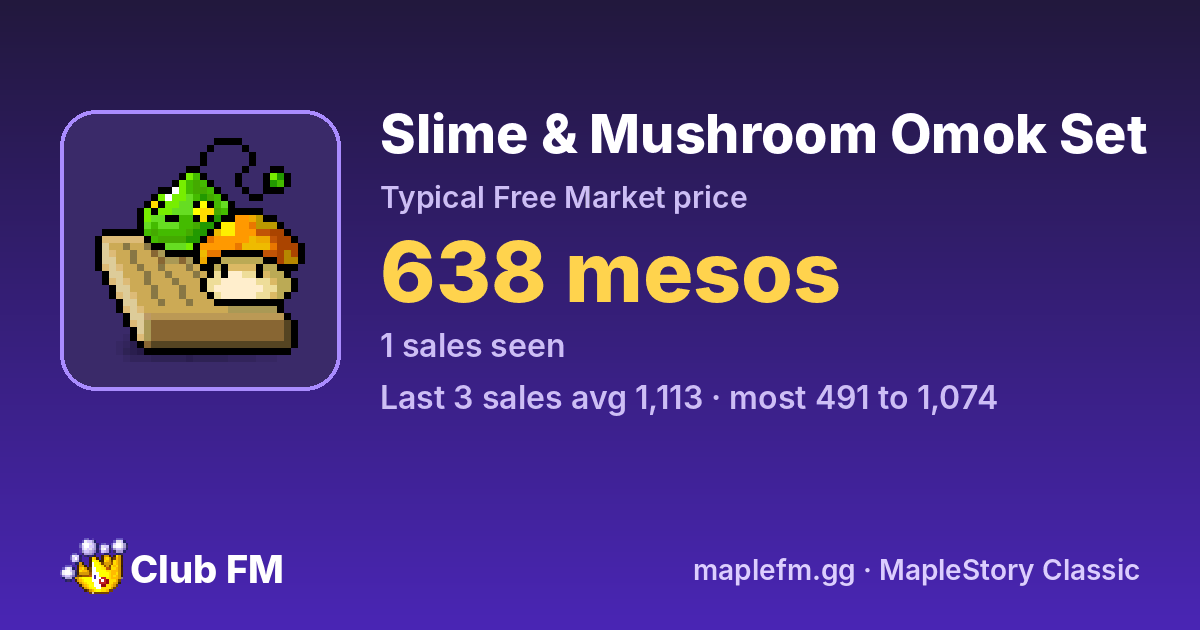 Slime & Mushroom Omok Set
Typical Free Market price
638 mesos
1 sales seen
Last 3 sales avg 1,113 · most 491 to 1,074
Club FM
maplefm.gg · MapleStory Classic